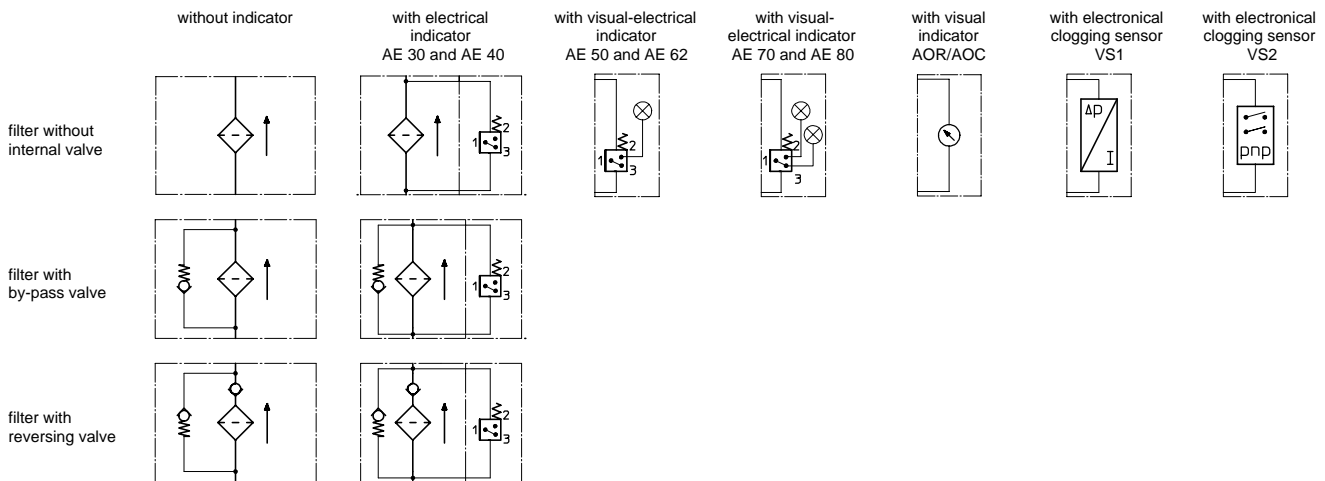 without indicator
with electrical
indicator
AE 30 and AE 40
with visual-electrical
indicator
AE 50 and AE 62
with visual-
electrical indicator
AE 70 and AE 80
with visual
indicator
AOR/AOC
with electronical
clogging sensor
VS1
with electronical
clogging sensor
VS2
filter without
internal valve
1 2 3
1 2 3
1 2 3
Δp
I
pnp
filter with
by-pass valve
1 2 3
filter with
reversing valve
1 2 3